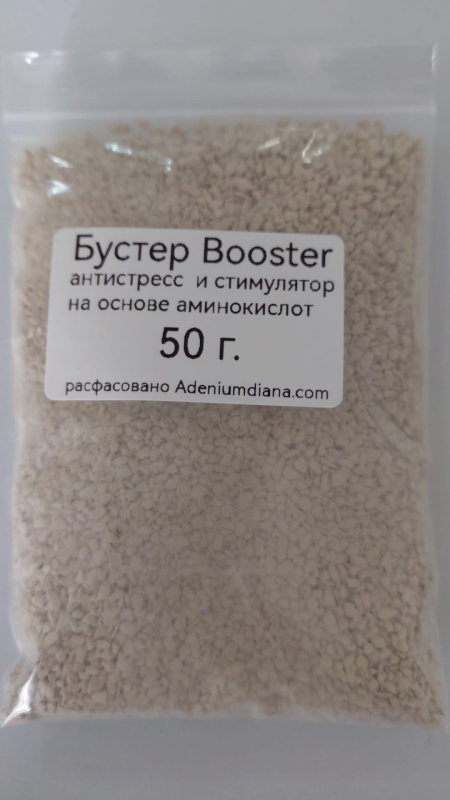 Бустер Booster
антистресс и стимулятор
на основе аминокислот
50 г.
расфасовано Adeniumdiana.com